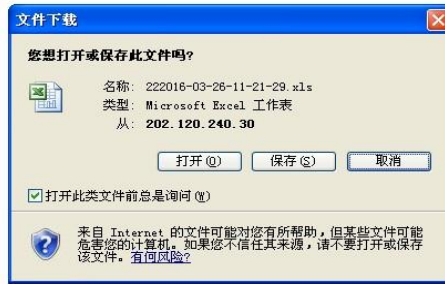 文件下载
您想打开或保存此文件吗?
名称: 222016-03-26-11-21-29.xls
类型: Microsoft Excel 工作表
从: 202.120.240.30
打开(O) 保存(S) 取消
打开此类文件前总是询问(W)
来自 Internet 的文件可能对您有所帮助,但某些文件可能
危害您的计算机。如果您不信任其来源,请不要打开或保存
该文件。有何风险?